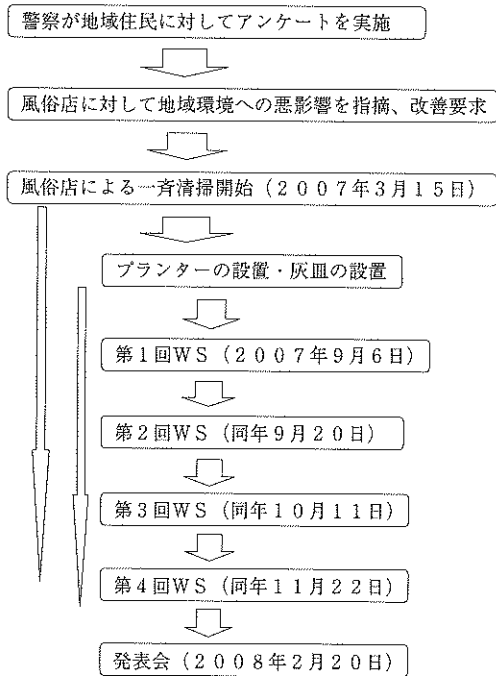 警察が地域住民に対してアンケートを実施
風俗店に対して地域環境への悪影響を指摘、改善要求
風俗店による一斉清掃開始（２００７年３月１５日）
プランターの設置・灰皿の設置
第１回ＷＳ（２００７年９月６日）
第２回ＷＳ（同年９月２０日）
第３回ＷＳ（同年１０月１１日）
第４回ＷＳ（同年１１月２２日）
発表会（２００８年２月２０日）